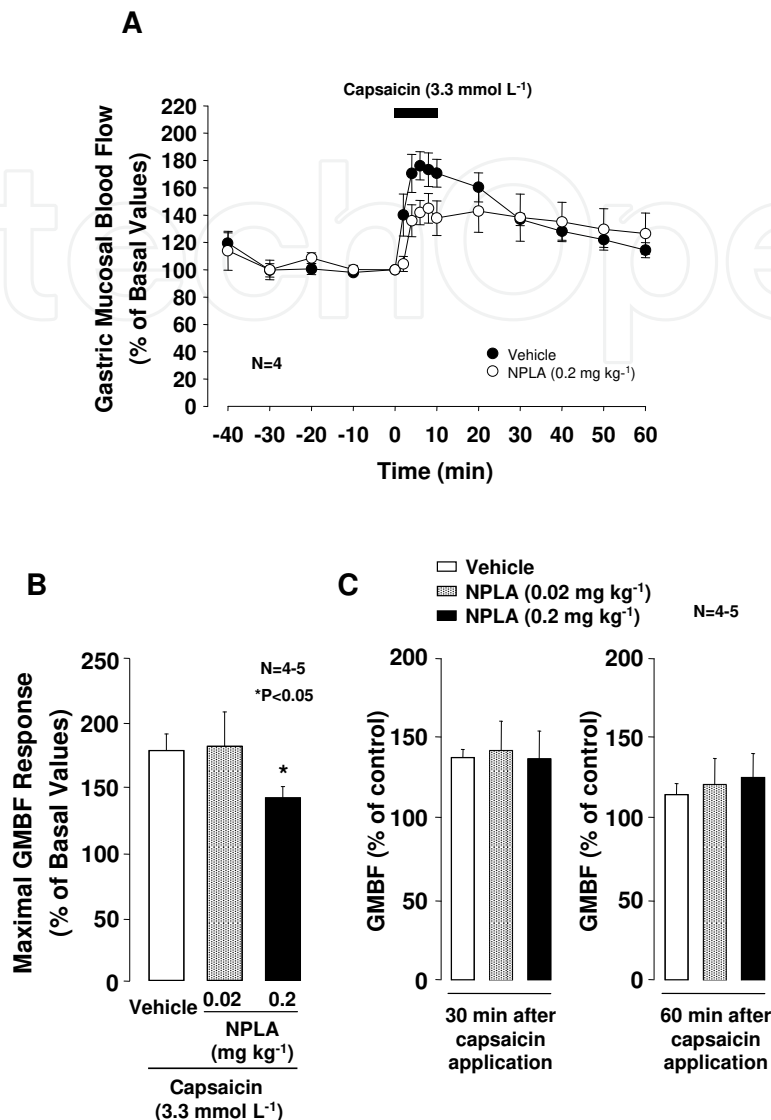 A
Capsaicin (3.3 mmol L-1)
Gastric Mucosal Blood Flow
(% of Basal Values)
220
200
180
160
140
120
100
80
60
40
20
0
N=4
Vehicle
NPLA (0.2 mg kg-1)
-40 -30 -20 -10 0 10 20 30 40 50 60
Time (min)
B
Maximal GMBF Response
(% of Basal Values)
250
200
150
100
50
0
N=4-5
*P<0.05
*
Vehicle 0.02 0.2
NPLA
(mg kg-1)
Capsaicin
(3.3 mmol L-1)
C
Vehicle
NPLA (0.02 mg kg-1)
NPLA (0.2 mg kg-1)
N=4-5
GMBF (% of control)
200
150
100
50
0
30 min after
capsaicin
application
GMBF (% of control)
200
150
100
50
0
60 min after
capsaicin
application
techOpe